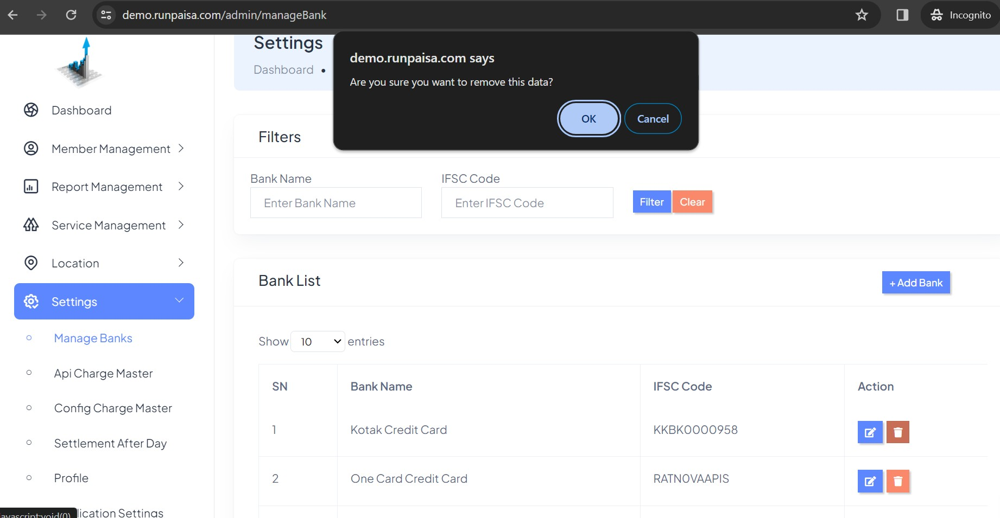 demo.runpaisa.com/admin/manageBank
Incognito
Settings
Dashboard •
demo.runpaisa.com says
Are you sure you want to remove this data?
OK
Cancel
Dashboard
Member Management
Report Management
Service Management
Location
Settings
Manage Banks
Api Charge Master
Config Charge Master
Settlement After Day
Profile
lication Settings
avascript:void(0)
Filters
Bank Name
IFSC Code
Enter Bank Name
Enter IFSC Code
Filter
Clear
Bank List
+ Add Bank
Show 10 entries
SN Bank Name IFSC Code Action
1 Kotak Credit Card KKBK0000958
2 One Card Credit Card RATN0VAAPIS